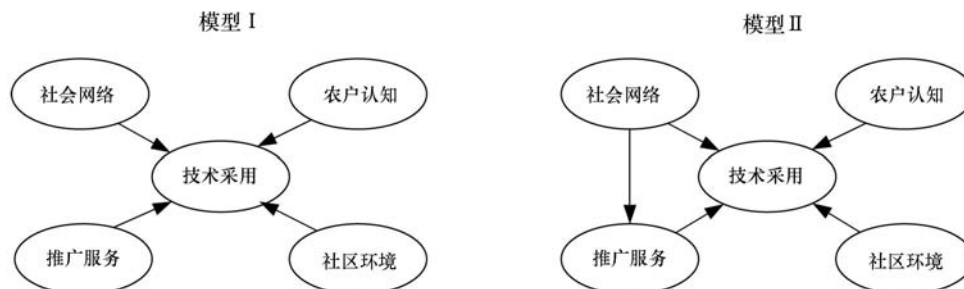 模型Ⅰ
模型Ⅱ
社会网络
农户认知
社会网络
农户认知
技术采用
技术采用
推广服务
社区环境
推广服务
社区环境